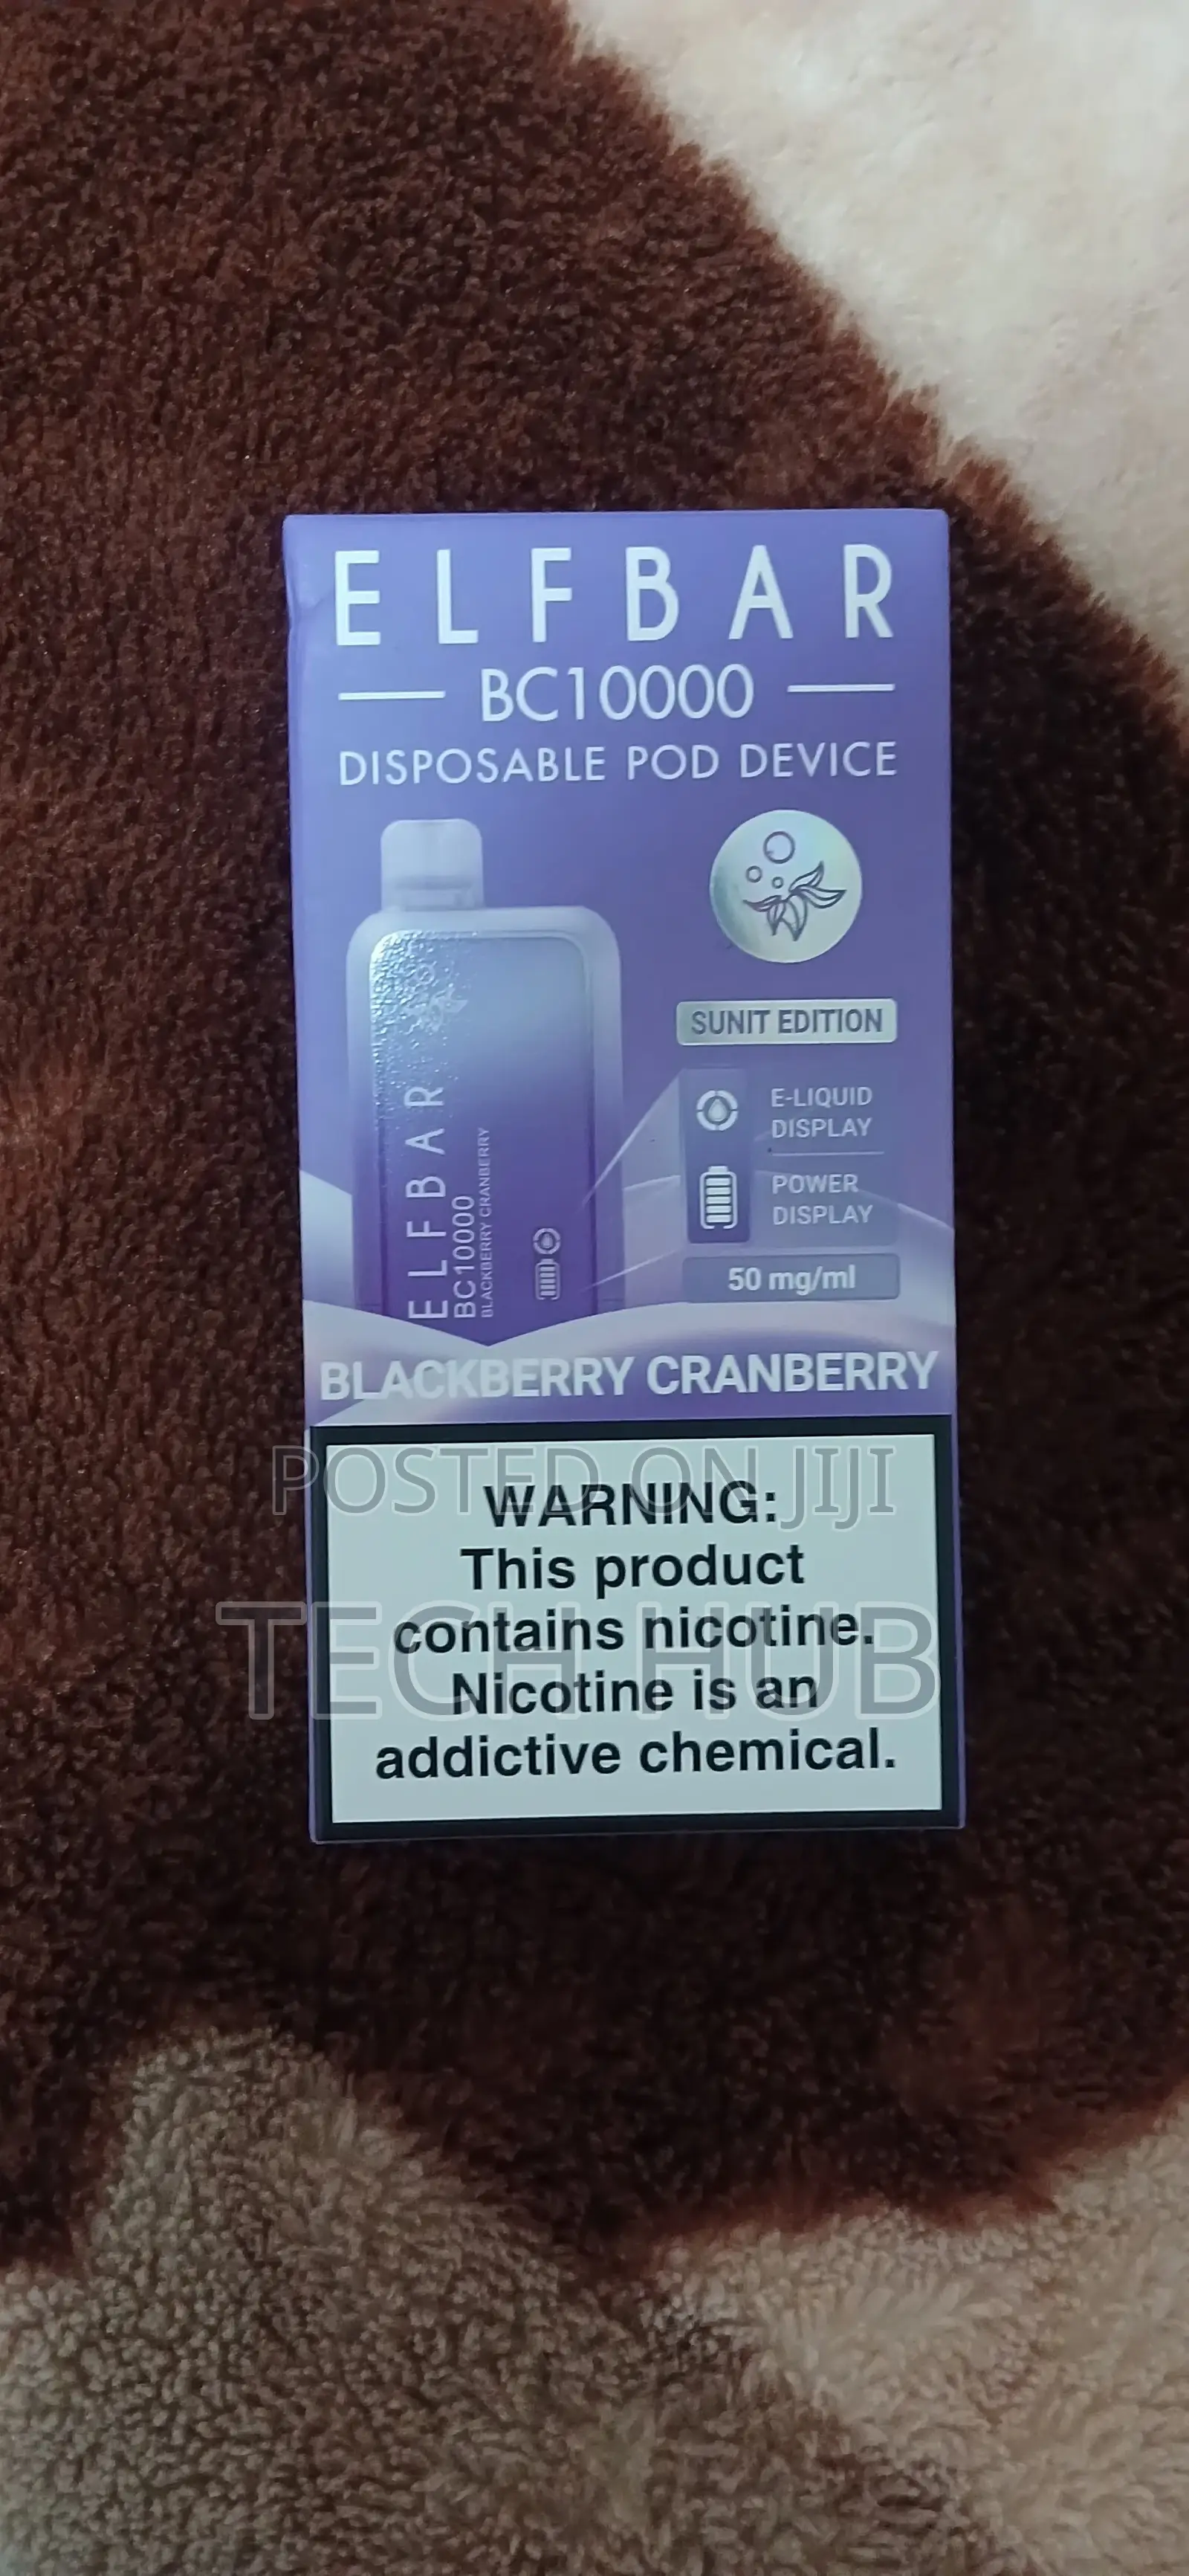 ELFBAR
BC10000
DISPOSABLE POD DEVICE
SUNIT EDITION
E-LIQUID
DISPLAY
POWER
DISPLAY
50 mg/ml
ELFBAR
BC10000
BLACKBERRY CRANBERRY
BLACKBERRY CRANBERRY
POSTED ON JIJI
WARNING:
This product
contains nicotine.
TECH HUB
Nicotine is an
addictive chemical.